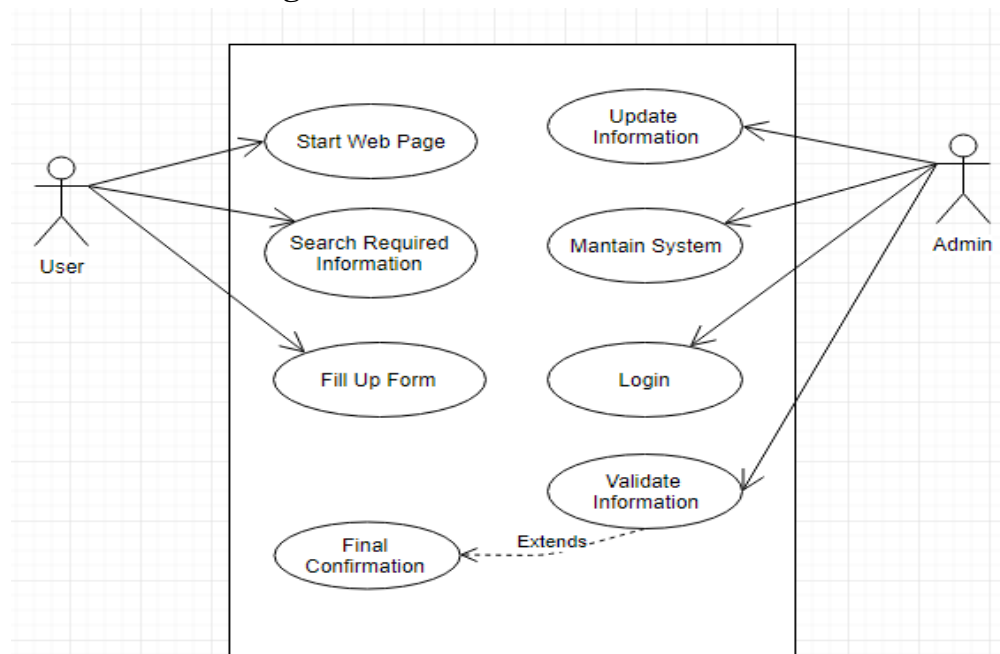 Start Web Page
Update
Information
Search Required
Information
Mantain System
User
Admin
Fill Up Form
Login
Validate
Information
Extends
Final
Confirmation